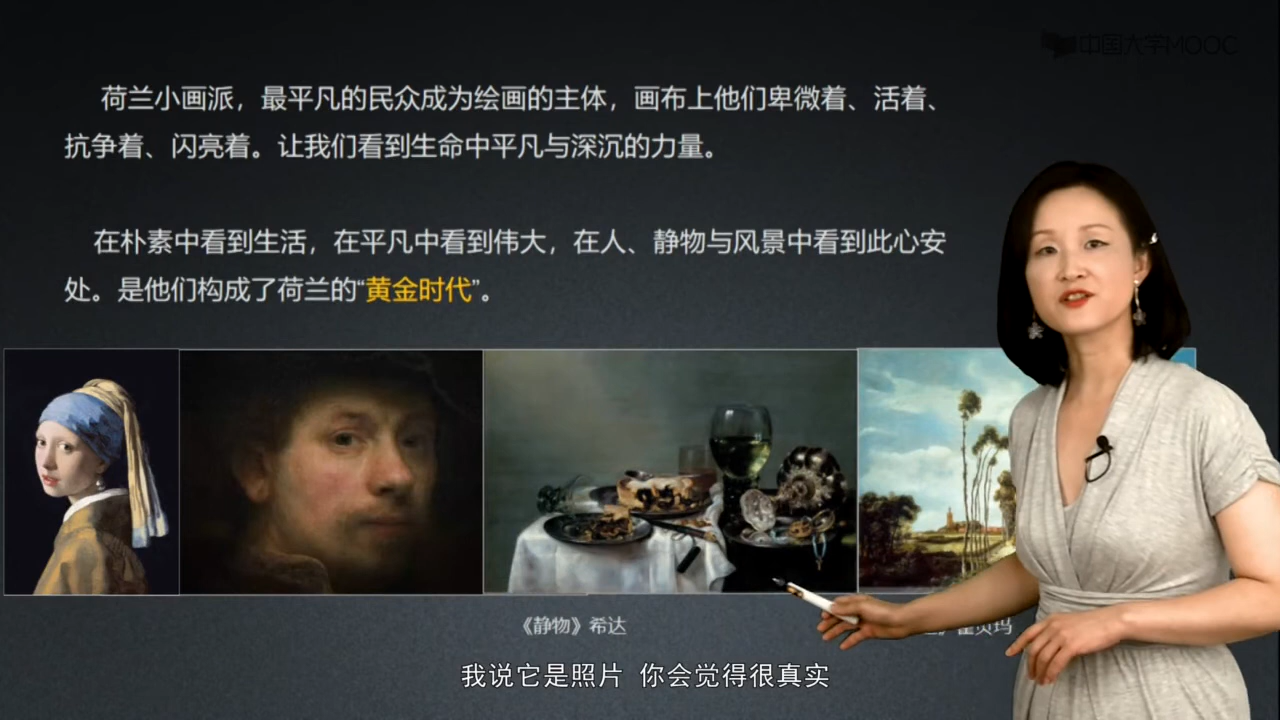 中国大学MOOC
荷兰小画派，最平凡的民众成为绘画的主体，画布上他们卑微着、活着、
抗争着、闪亮着。让我们看到生命中平凡与深沉的力量。
在朴素中看到生活，在平凡中看到伟大，在人、静物与风景中看到此心安
处。是他们构成了荷兰的“黄金时代”。
《静物》希达
霍贝玛
我说它是照片 你会觉得很真实